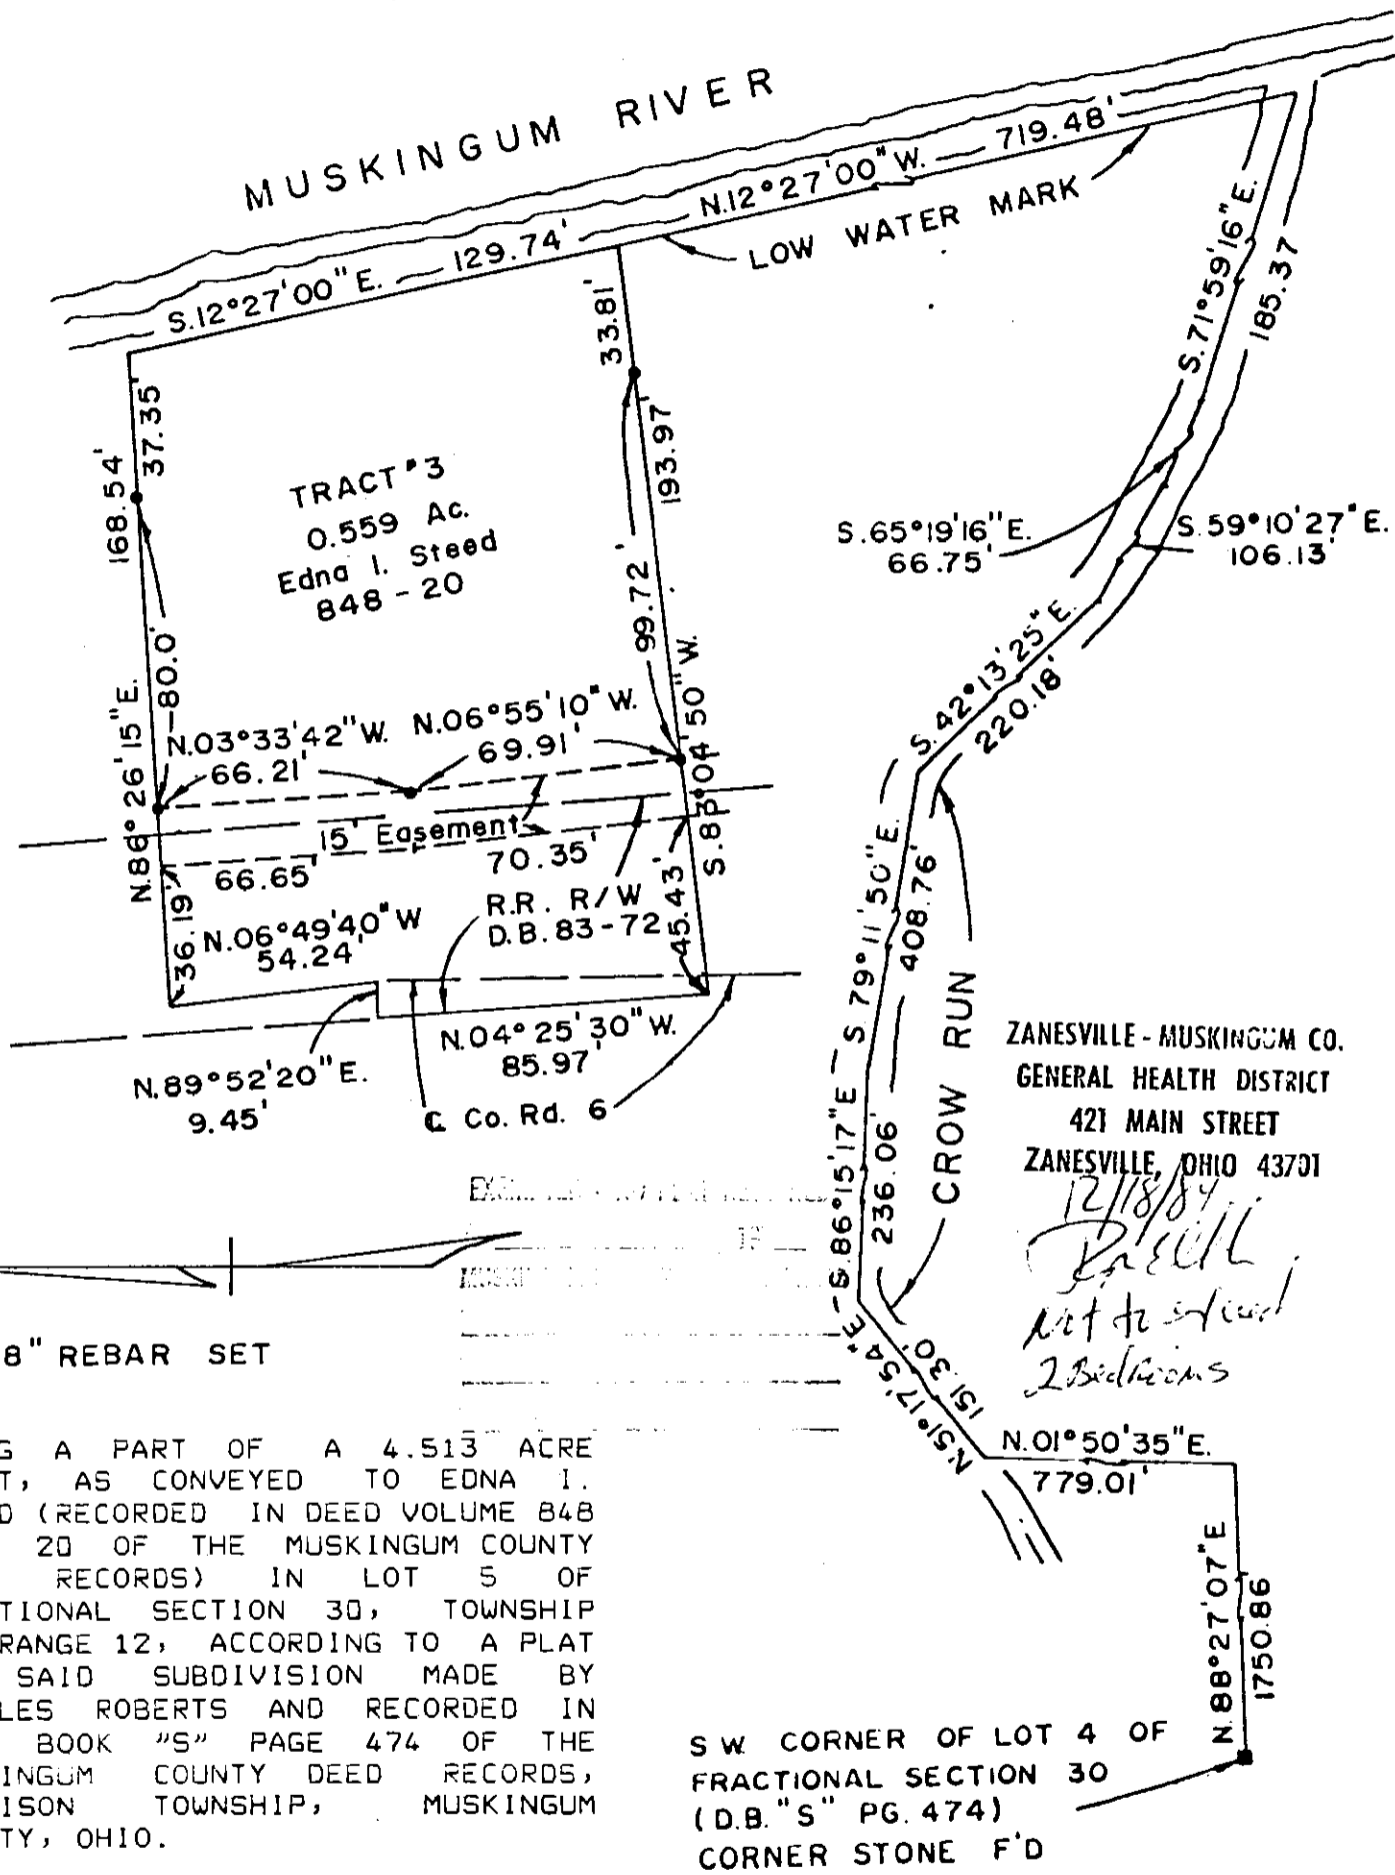 MUSKINGUM RIVER
S.12°27'00"E. 129.74'
N.12°27'00"W. 719.48'
LOW WATER MARK
33.81'
193.97'
99.72'
S.83°04'50"W.
45.43'
37.35'
168.54'
80.0'
N.86°26'15"E.
36.19'
TRACT #3
0.559 Ac.
Edna I. Steed
848 - 20
N.03°33'42"W.
66.21'
N.06°55'10"W.
69.91'
15' Easement
66.65'
70.35'
R.R. R/W
D.B. 83-72
N.06°49'40"W
54.24'
N.89°52'20"E.
9.45'
N.04°25'30"W.
85.97'
℄ Co. Rd. 6
S.71°59'16"E.
185.37
S.65°19'16"E.
66.75'
S.59°10'27"E.
106.13'
S.42°13'25"E.
220.18'
S.79°11'50"E.
408.76'
S.86°15'17"E
236.06'
CROW RUN
N.51°17'54"E
151.30'
N.01°50'35"E.
779.01'
N.88°27'07"E
1750.86'
ZANESVILLE - MUSKINGUM CO.
GENERAL HEALTH DISTRICT
421 MAIN STREET
ZANESVILLE, OHIO 43701
12/18/84
2 Bedrooms
8" REBAR SET
G A PART OF A 4.513 ACRE
T, AS CONVEYED TO EDNA I.
D (RECORDED IN DEED VOLUME 848
20 OF THE MUSKINGUM COUNTY
RECORDS) IN LOT 5 OF
TIONAL SECTION 30, TOWNSHIP
RANGE 12, ACCORDING TO A PLAT
SAID SUBDIVISION MADE BY
LES ROBERTS AND RECORDED IN
BOOK "S" PAGE 474 OF THE
INGUM COUNTY DEED RECORDS,
ISON TOWNSHIP, MUSKINGUM
TY, OHIO.
S W. CORNER OF LOT 4 OF
FRACTIONAL SECTION 30
(D.B. "S" PG. 474)
CORNER STONE F'D